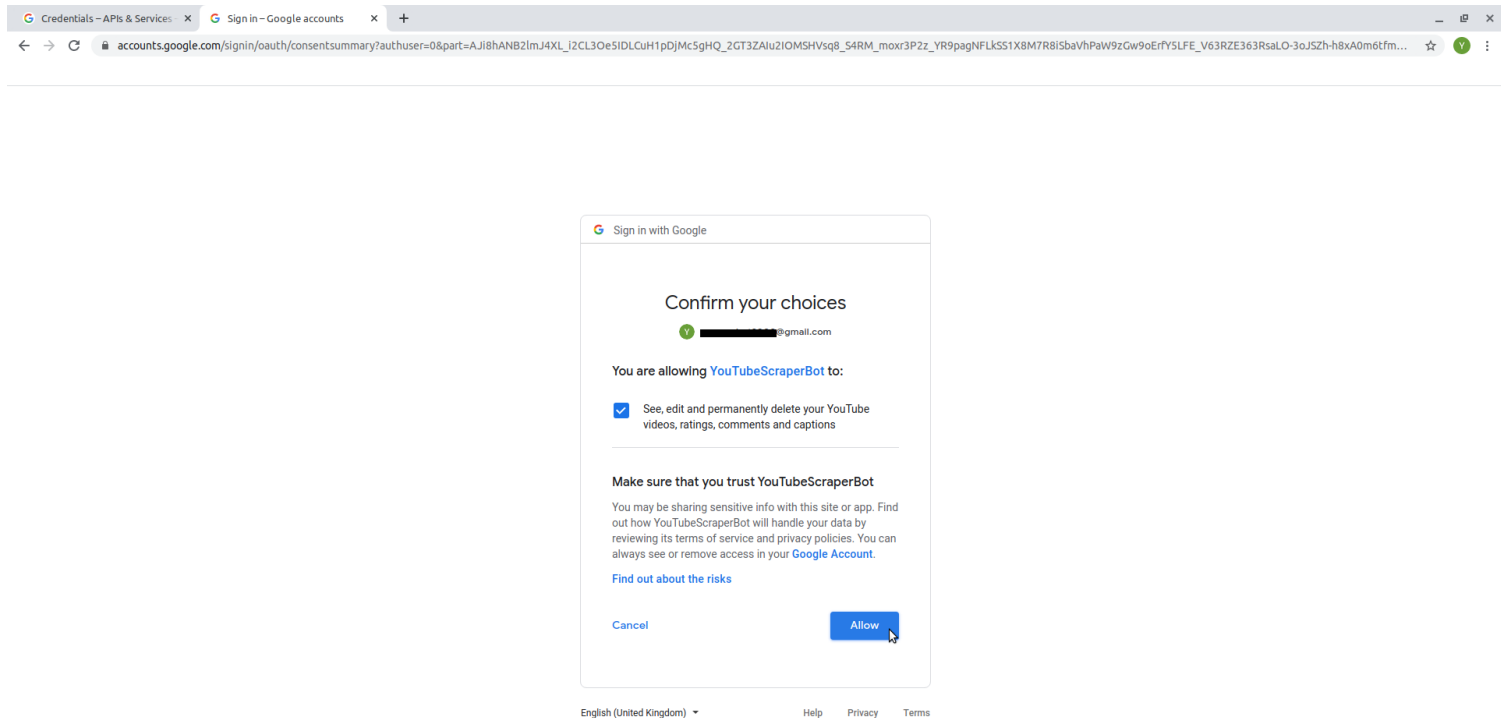 Credentials – APIs & Services -
Sign in – Google accounts
accounts.google.com/signin/oauth/consentsummary?authuser=0&part=AJi8hANB2lmJ4XL_i2CL3Oe5IDLCuH1pDjMc5gHQ_2GT3ZAIu2IOMSHVsq8_S4RM_moxr3P2z_YR9pagNFLkSS1X8M7R8iSbaVhPaW9zGw9oErfY5LFE_V63RZE363RsaLO-3oJSZh-h8xA0m6tfm...
Y
Sign in with Google
Confirm your choices
Y @gmail.com
You are allowing YouTubeScraperBot to:
See, edit and permanently delete your YouTube
videos, ratings, comments and captions
Make sure that you trust YouTubeScraperBot
You may be sharing sensitive info with this site or app. Find
out how YouTubeScraperBot will handle your data by
reviewing its terms of service and privacy policies. You can
always see or remove access in your Google Account.
Find out about the risks
Cancel
Allow
English (United Kingdom)
Help Privacy Terms